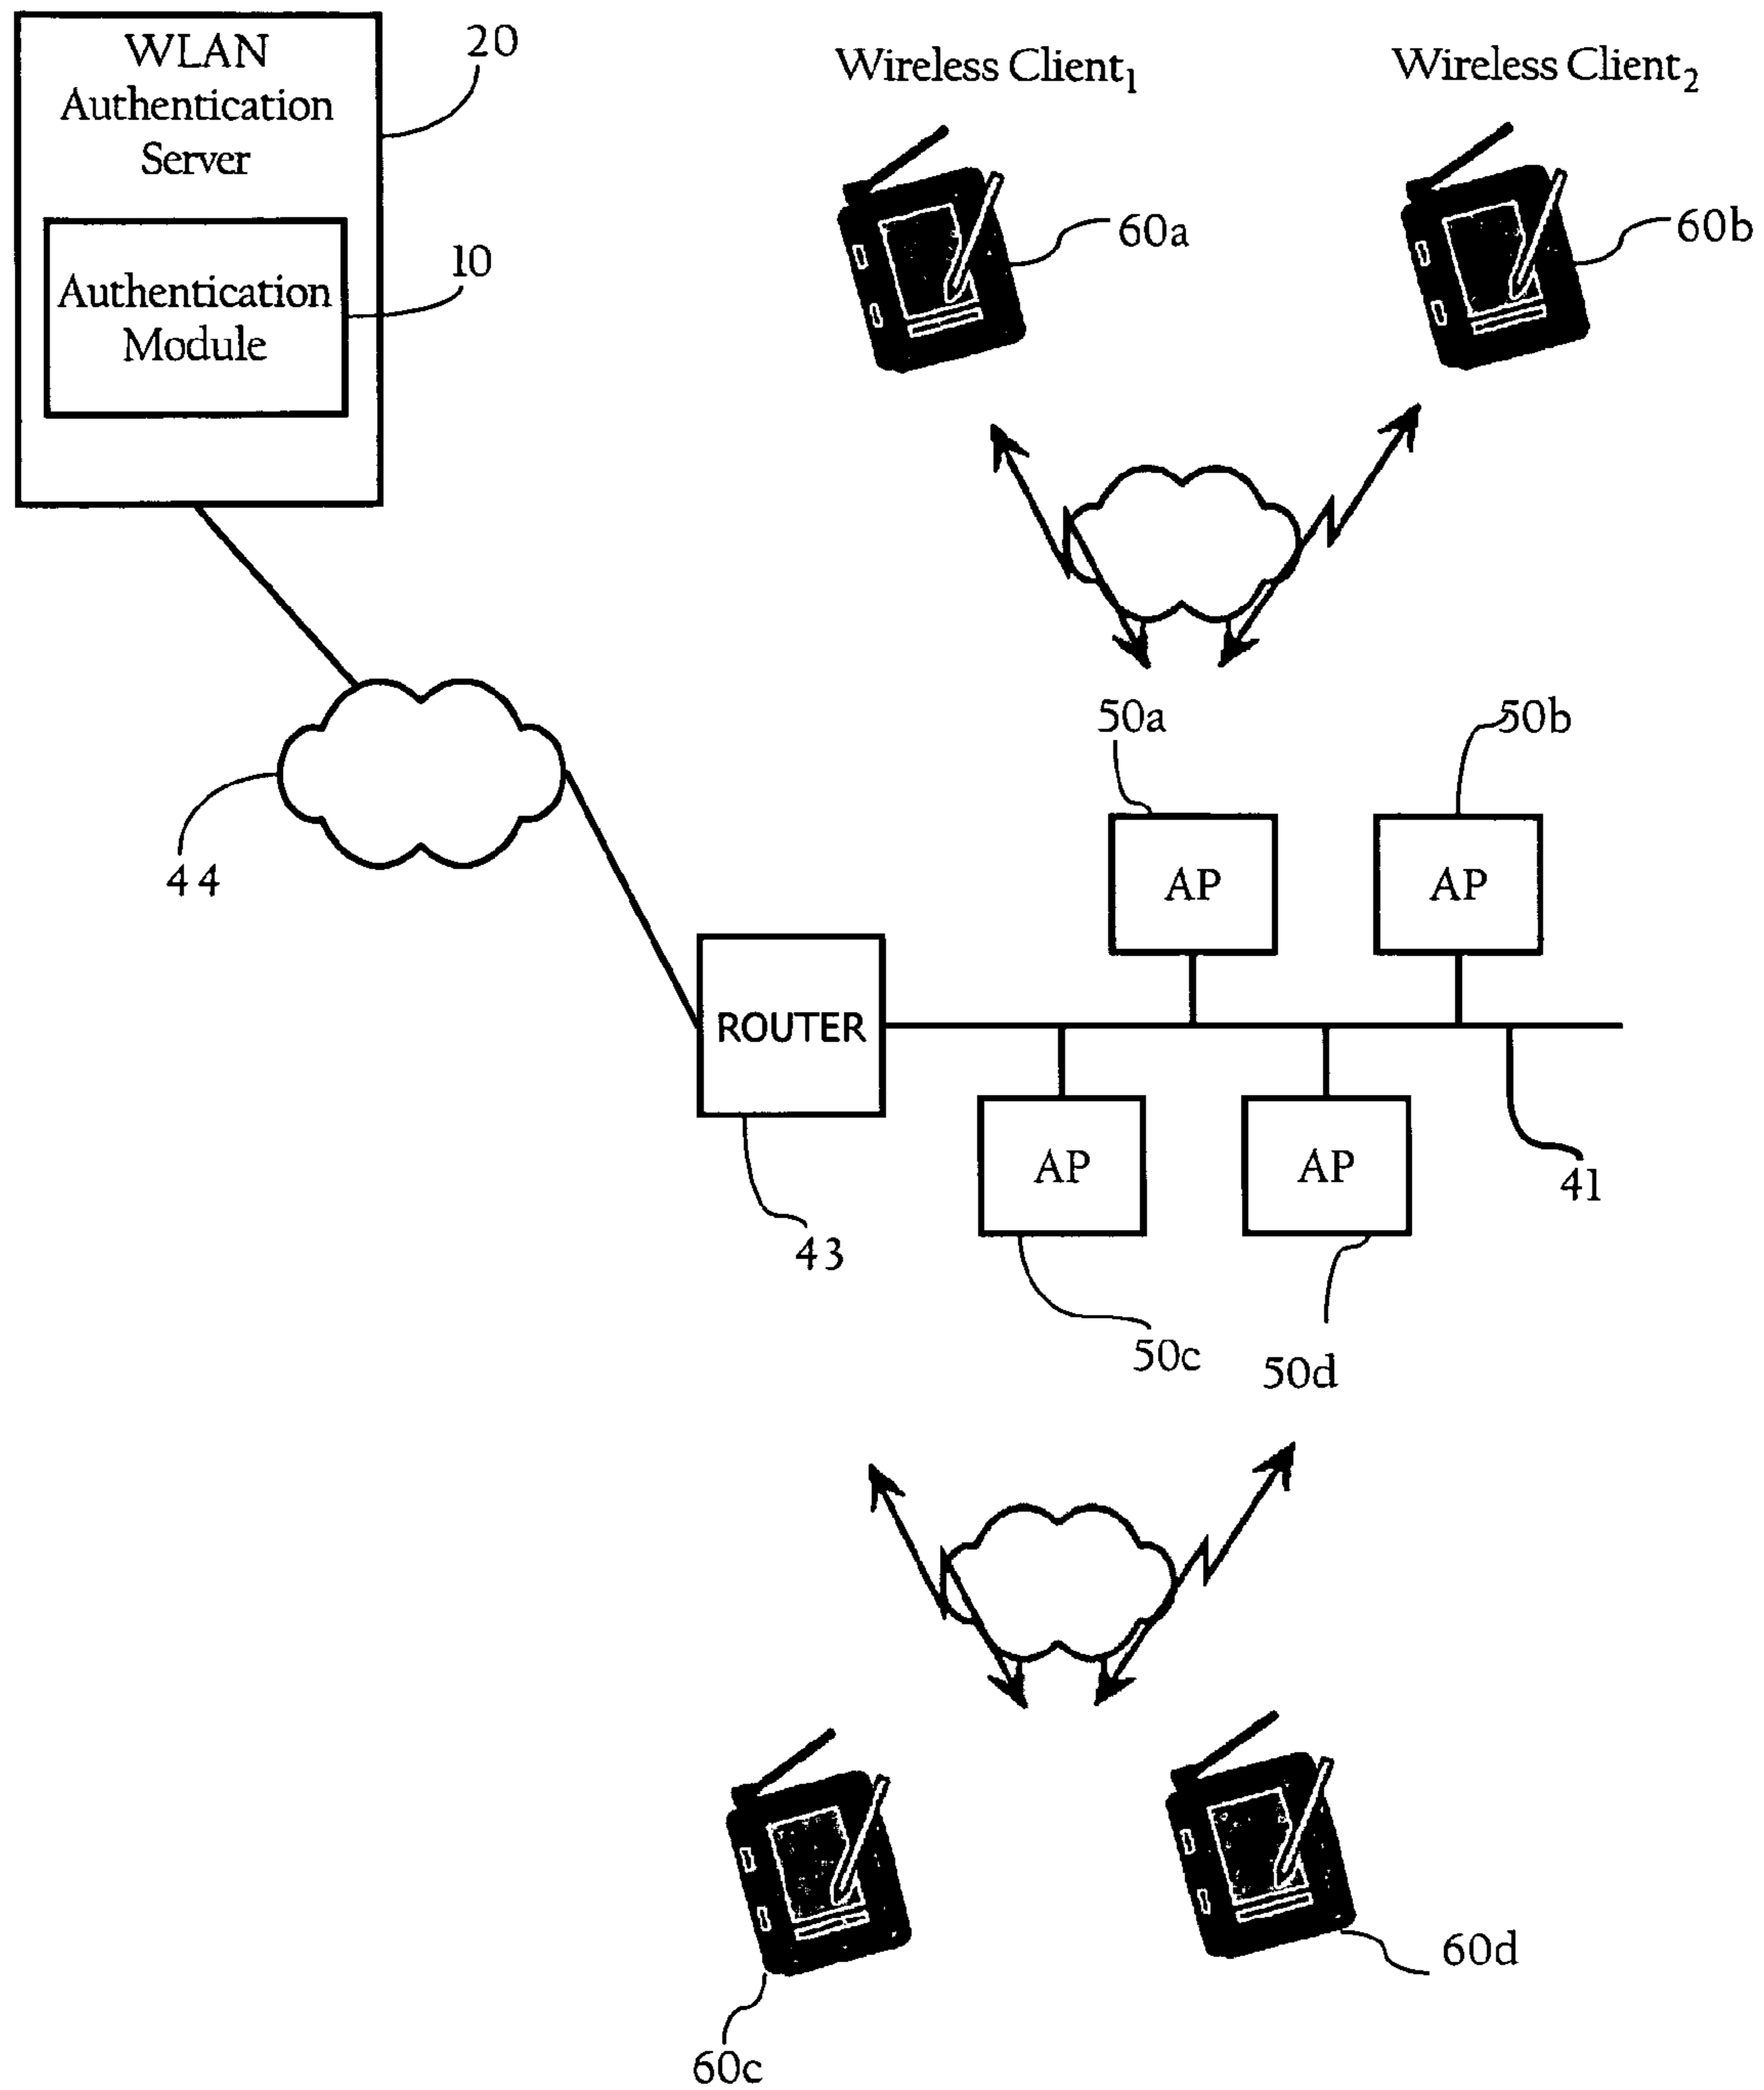 WLAN
Authentication
Server
20
Authentication
Module
10
Wireless Client1
Wireless Client2
60a
60b
44
50a
50b
AP
AP
ROUTER
AP
AP
41
43
50c
50d
60d
60c